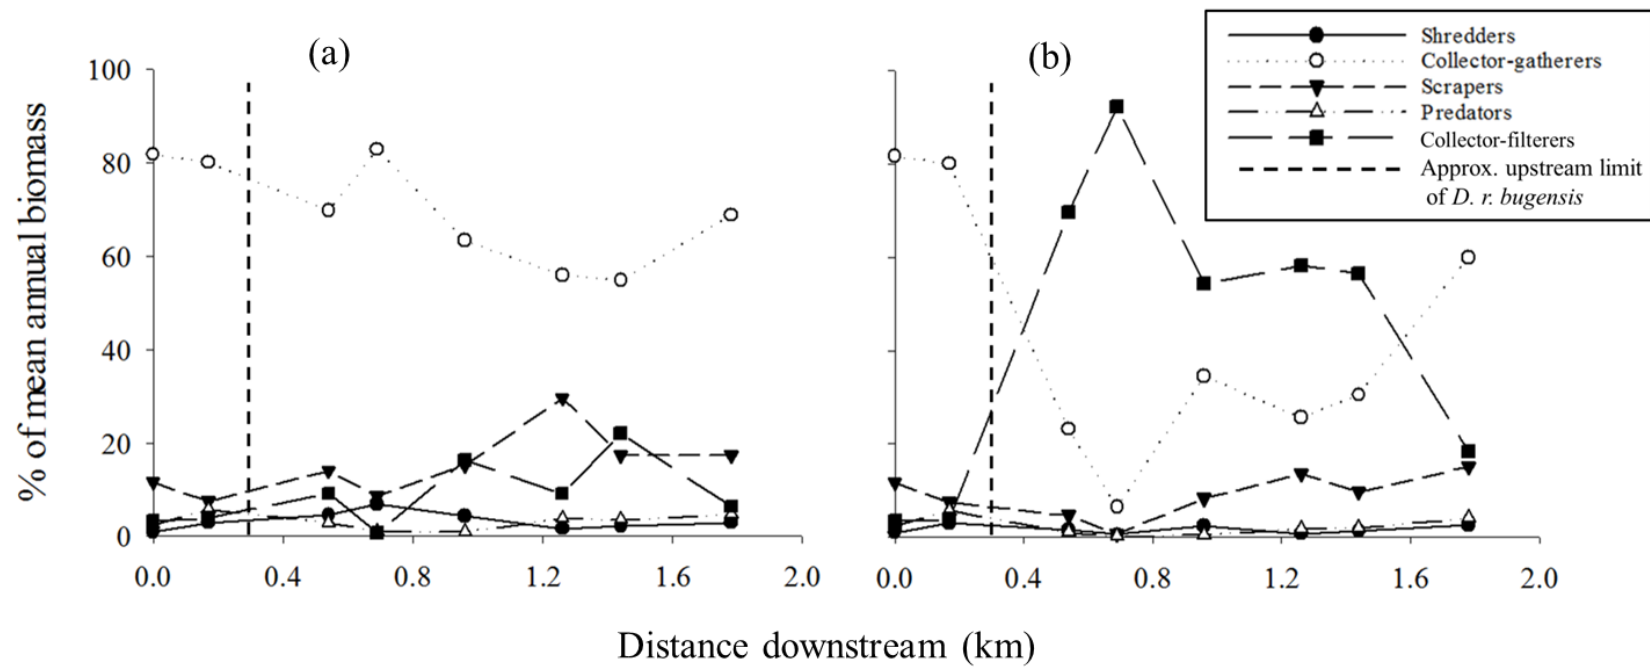 (a)
(b)
Shredders
Collector-gatherers
Scrapers
Predators
Collector-filterers
Approx. upstream limit
of D. r. bugensis
% of mean annual biomass
100
80
60
40
20
0
0.0 0.4 0.8 1.2 1.6 2.0
0.0 0.4 0.8 1.2 1.6 2.0
Distance downstream (km)